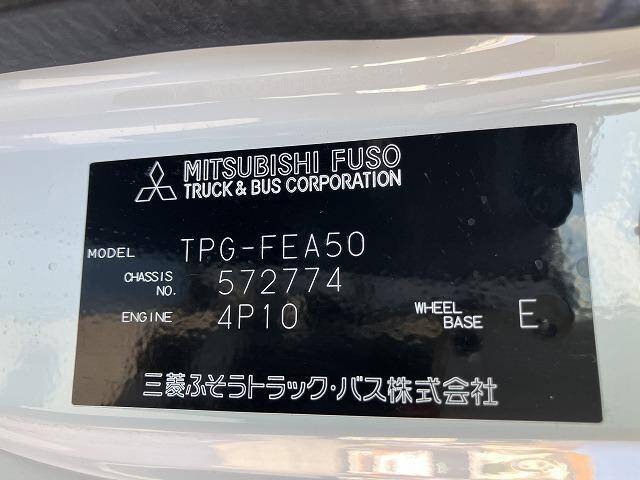 MITSUBISHI FUSO
TRUCK & BUS CORPORATION
MODEL TPG-FEA50
CHASSIS NO. 572774
ENGINE 4P10 WHEEL BASE E
三菱ふそうトラック・バス株式会社